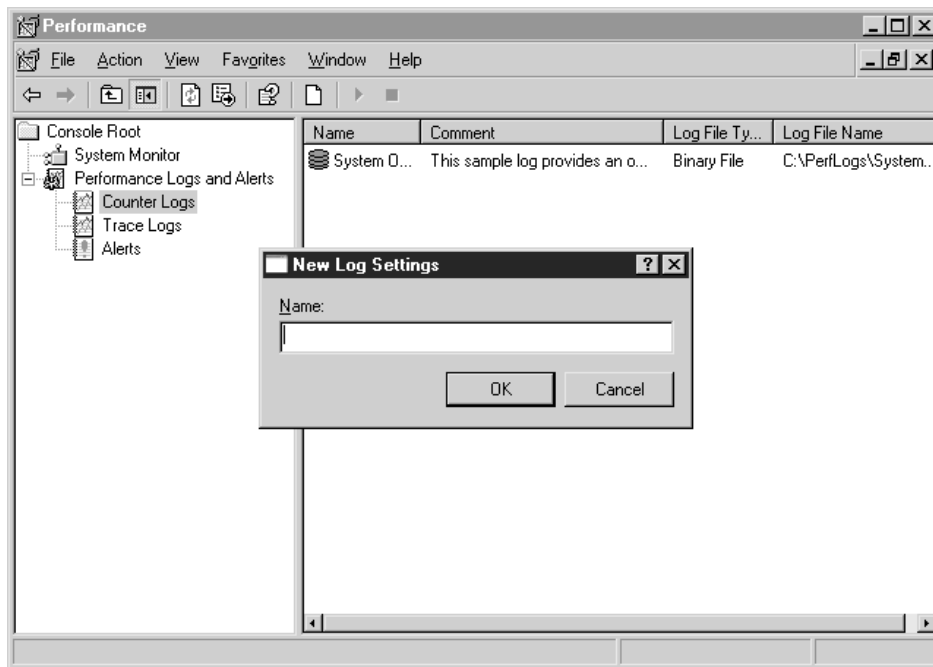 Performance
File Action View Favorites Window Help
Console Root
System Monitor
Performance Logs and Alerts
Counter Logs
Trace Logs
Alerts
Name Comment Log File Ty... Log File Name
System O... This sample log provides an o... Binary File C:\PerfLogs\System...
New Log Settings
Name:
OK Cancel